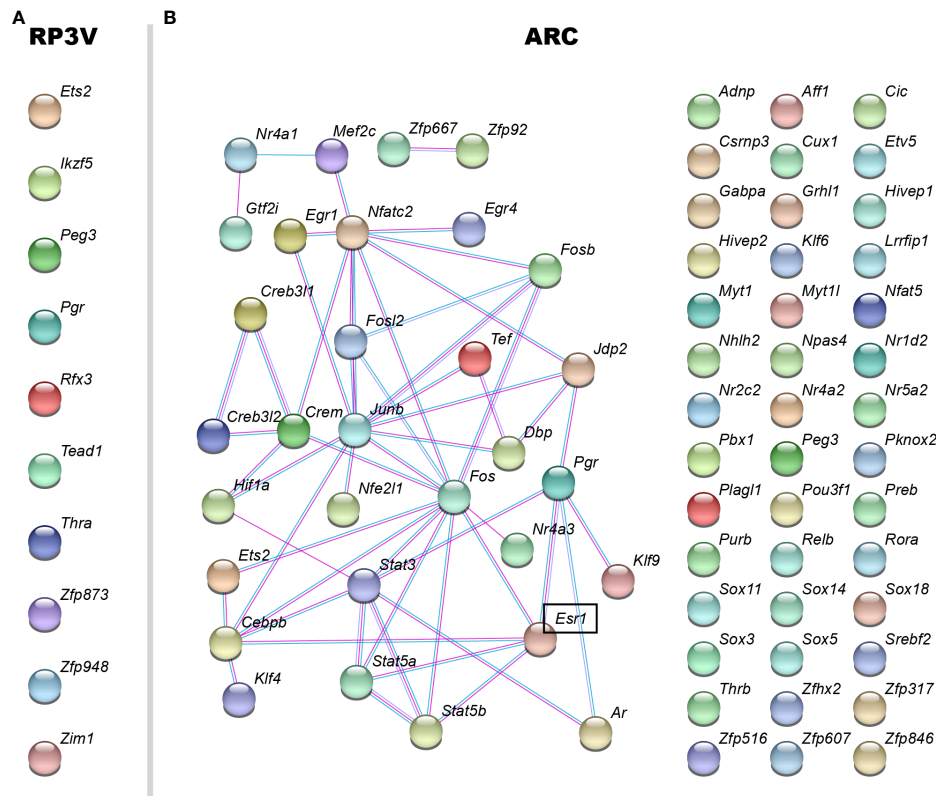 A
RP3V
Ets2
Ikzf5
Peg3
Pgr
Rfx3
Tead1
Thra
Zfp873
Zfp948
Zim1
B
ARC
Nr4a1
Mef2c
Zfp667
Zfp92
Gtf2i
Egr1
Nfatc2
Egr4
Fosb
Creb3l1
Fosl2
Tef
Jdp2
Creb3l2
Crem
Junb
Dbp
Hif1a
Nfe2l1
Fos
Pgr
Nr4a3
Ets2
Stat3
Klf9
Cebpb
Esr1
Klf4
Stat5a
Stat5b
Ar
Adnp Aff1 Cic
Csrnp3 Cux1 Etv5
Gabpa Grhl1 Hivep1
Hivep2 Klf6 Lrrfip1
Myt1 Myt1l Nfat5
Nhlh2 Npas4 Nr1d2
Nr2c2 Nr4a2 Nr5a2
Pbx1 Peg3 Pknox2
Plagl1 Pou3f1 Preb
Purb Relb Rora
Sox11 Sox14 Sox18
Sox3 Sox5 Srebf2
Thrb Zfhx2 Zfp317
Zfp516 Zfp607 Zfp846